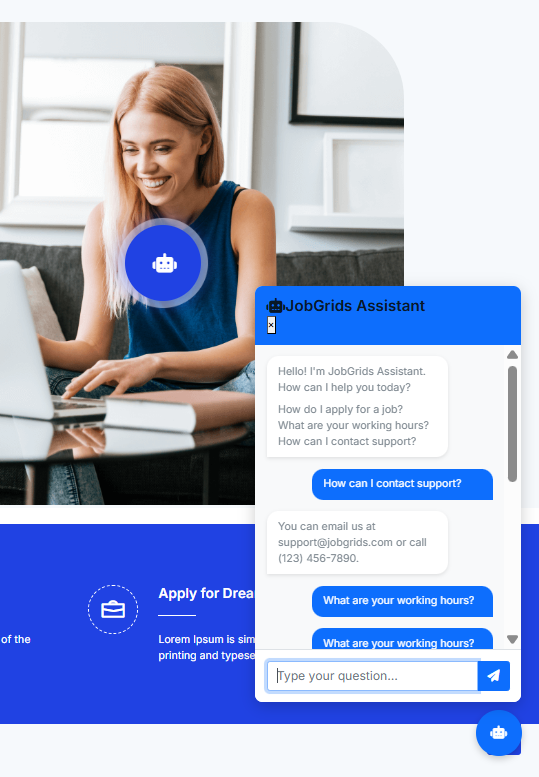 JobGrids Assistant
×
Hello! I'm JobGrids Assistant.
How can I help you today?
How do I apply for a job?
What are your working hours?
How can I contact support?
How can I contact support?
You can email us at
support@jobgrids.com or call
(123) 456-7890.
What are your working hours?
What are your working hours?
Type your question...
of the
Apply for Drea
Lorem Ipsum is sim
printing and typese